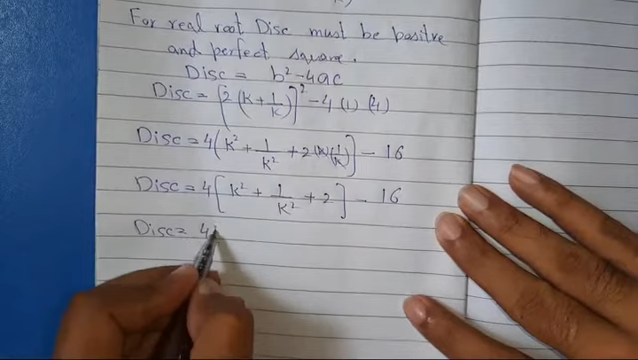 For real root Disc must be positve
and perfect square.
Disc = b²-4ac
Disc = [2(k+1/k)]² - 4 (1) (4)
Disc = 4(k² + 1/k² + 2(k)(1/k)] - 16
Disc = 4[k² + 1/k² + 2] - 16
Disc = 4